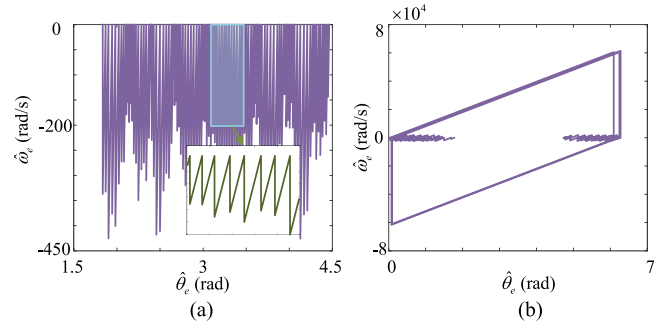 0
-200
-450
1.5
3
4.5
ω̂ₑ (rad/s)
θ̂ₑ (rad)
(a)
×10⁴
8
0
-8
0
7
ω̂ₑ (rad/s)
θ̂ₑ (rad)
(b)